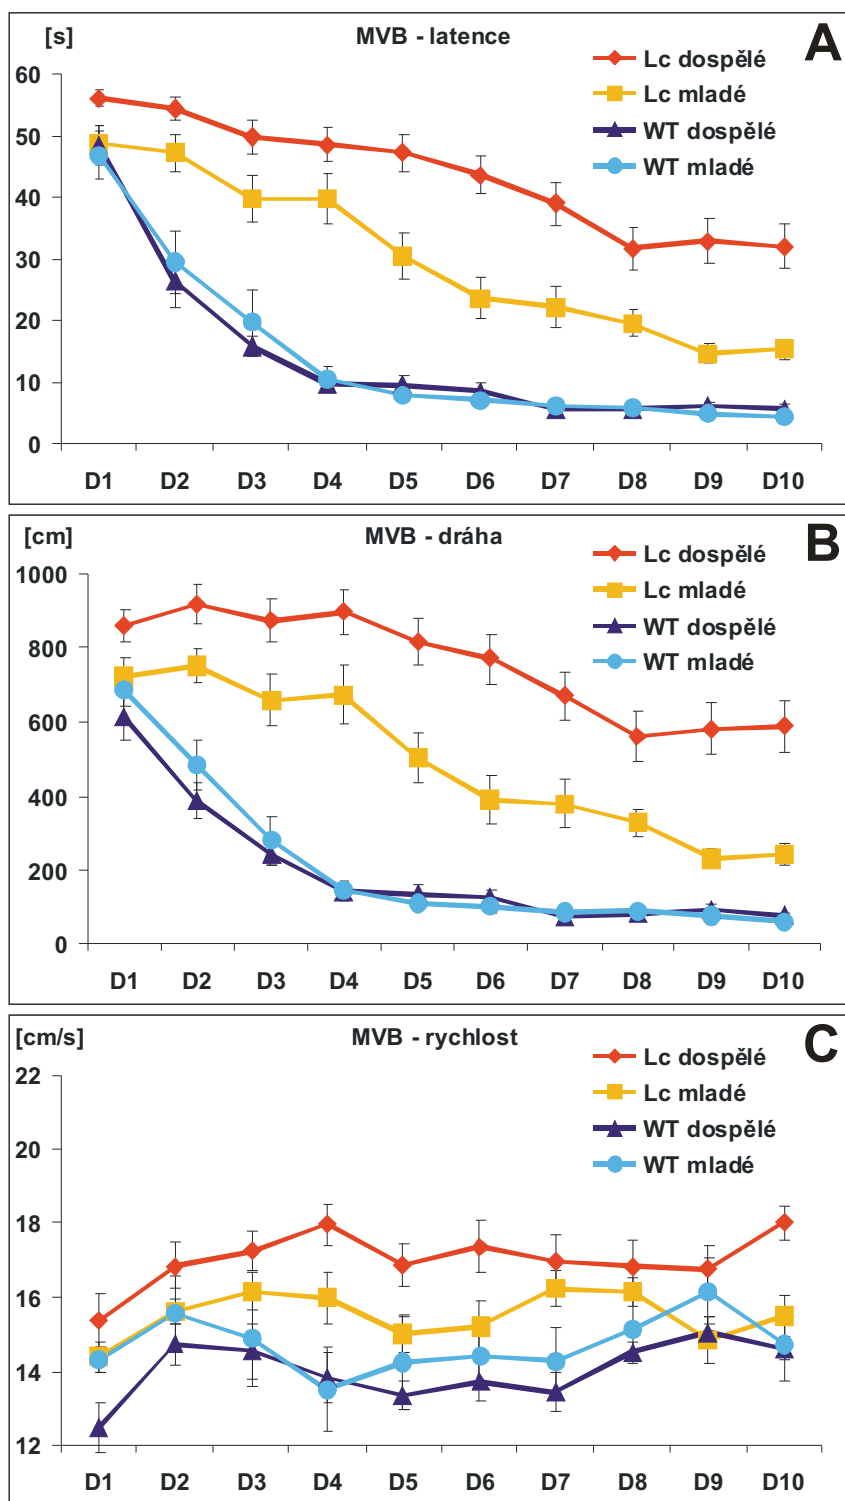 [s] MVB - latence A
Lc dospělé
Lc mladé
WT dospělé
WT mladé
60
50
40
30
20
10
0
D1 D2 D3 D4 D5 D6 D7 D8 D9 D10
[cm] MVB - dráha B
Lc dospělé
Lc mladé
WT dospělé
WT mladé
1000
800
600
400
200
0
D1 D2 D3 D4 D5 D6 D7 D8 D9 D10
[cm/s] MVB - rychlost C
Lc dospělé
Lc mladé
WT dospělé
WT mladé
22
20
18
16
14
12
D1 D2 D3 D4 D5 D6 D7 D8 D9 D10